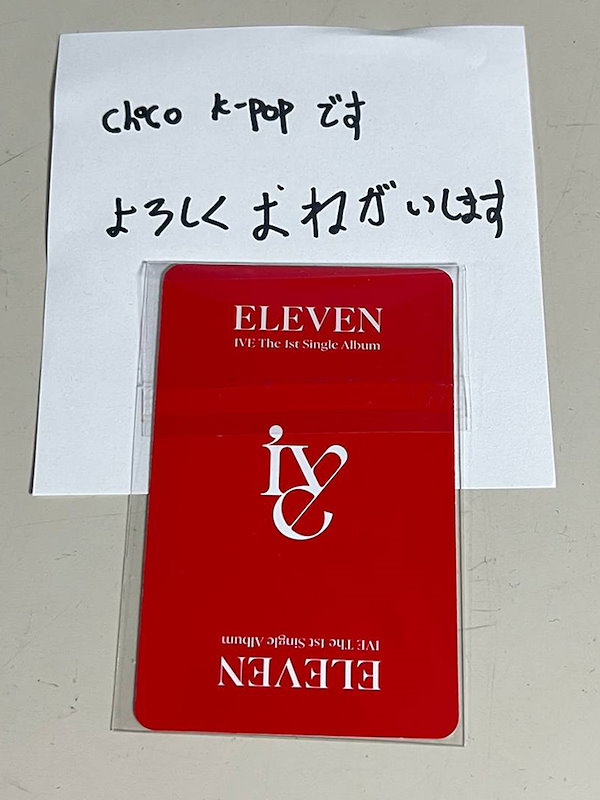 choco K-POP です
よろしく おねがいします
ELEVEN
IVE The 1st Single Album
IVE
IVE The 1st Single Album
ELEVEN